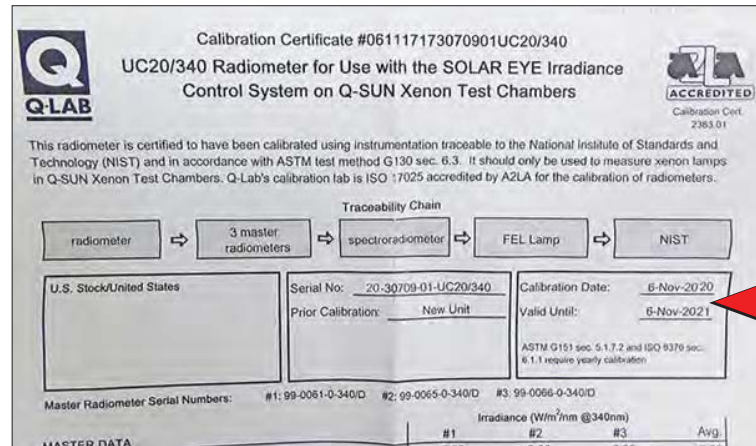 Q-LAB
Calibration Certificate #061117173070901UC20/340
UC20/340 Radiometer for Use with the SOLAR EYE Irradiance
Control System on Q-SUN Xenon Test Chambers
A2LA
ACCREDITED
Calibration Cert.
2383.01
This radiometer is certified to have been calibrated using instrumentation traceable to the National Institute of Standards and
Technology (NIST) and in accordance with ASTM test method G130 sec. 6.3. It should only be used to measure xenon lamps
in Q-SUN Xenon Test Chambers. Q-Lab's calibration lab is ISO 17025 accredited by A2LA for the calibration of radiometers.
Traceability Chain
radiometer
3 master
radiometers
spectroradiometer
FEL Lamp
NIST
U.S. Stock/United States
Serial No: 20-30709-01-UC20/340
Prior Calibration: New Unit
Calibration Date: 6-Nov-2020
Valid Until: 6-Nov-2021
ASTM G151 sec. 5.1.7.2 and ISO 9370 sec.
6.1.1 require yearly calibration
Master Radiometer Serial Numbers: #1: 99-0061-0-340/D #2: 99-0065-0-340/D #3: 99-0066-0-340/D
Irradiance (W/m²/nm @340nm)
#1 #2 #3 Avg.
MASTER DATA